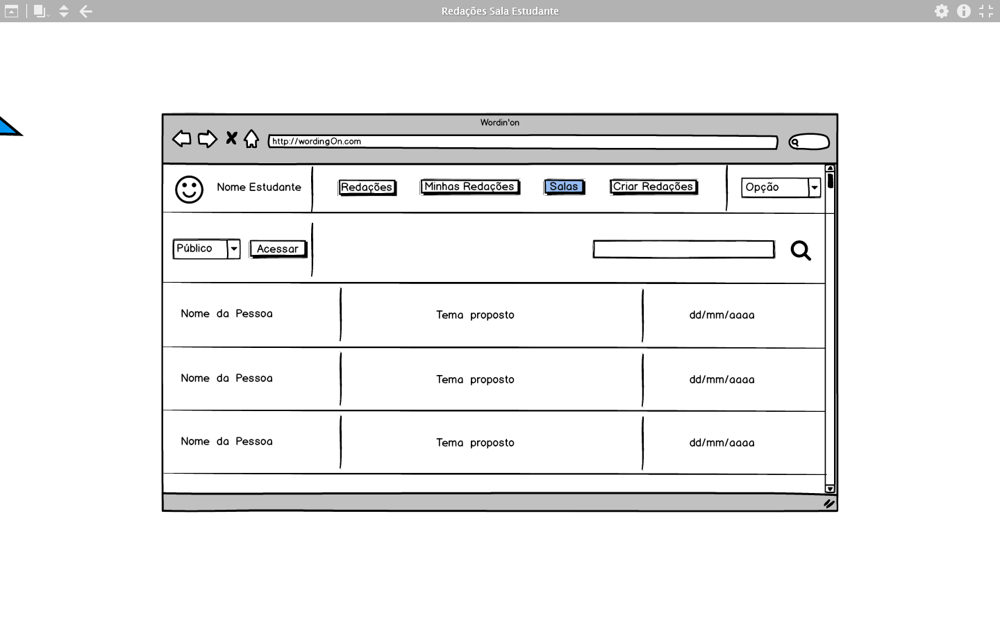 Redações Sala Estudante
Wordin'on
http://wordingOn.com
Nome Estudante
Redações
Minhas Redações
Salas
Criar Redações
Opção
Público
Acessar
Nome da Pessoa
Tema proposto
dd/mm/aaaa
Nome da Pessoa
Tema proposto
dd/mm/aaaa
Nome da Pessoa
Tema proposto
dd/mm/aaaa